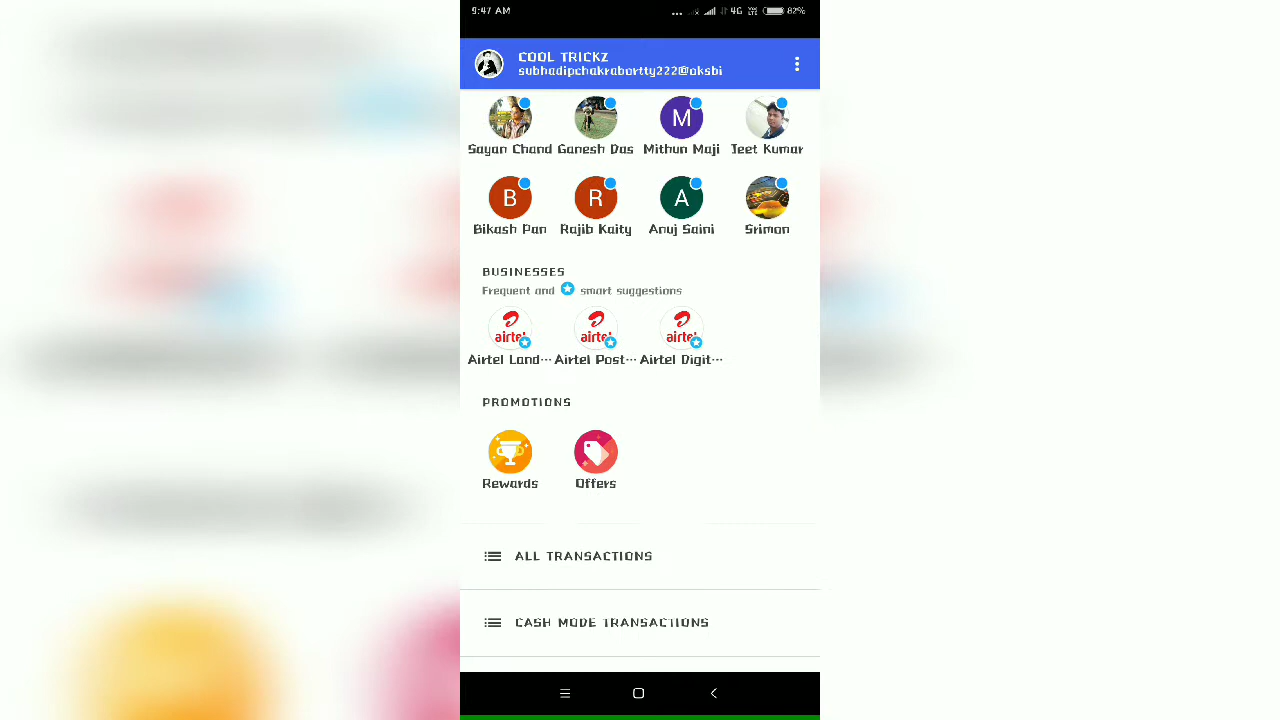 9:47 AM
4G VoLTE 82%
COOL TRICKZ
subhadipchakrabortty222@oksbi
M
Sayan Chand Ganesh Das Mithun Maji Jeet Kumar
B R A
Bikash Pan Rajib Kaity Anuj Saini Srimon
BUSINESSES
Frequent and smart suggestions
airtel airtel airtel
Airtel Land··· Airtel Post··· Airtel Digit···
PROMOTIONS
Rewards Offers
ALL TRANSACTIONS
CASH MODE TRANSACTIONS